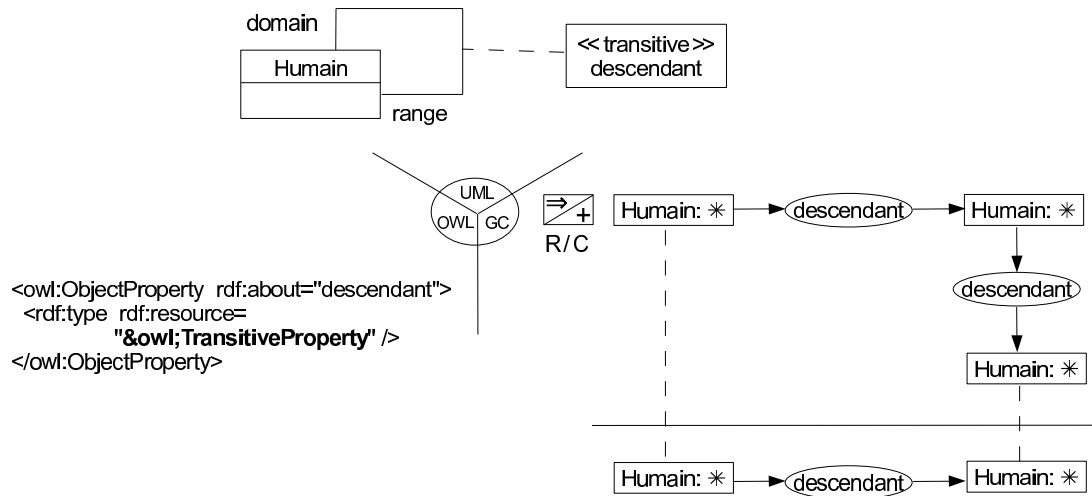 domain
<< transitive >>
descendant
Humain
range
UML
OWL GC
⇒/+
R/C
Humain: ✳ descendant Humain: ✳
descendant
Humain: ✳
Humain: ✳ descendant Humain: ✳
<owl:ObjectProperty rdf:about="descendant">
<rdf:type rdf:resource=
"&owl;TransitiveProperty" />
</owl:ObjectProperty>